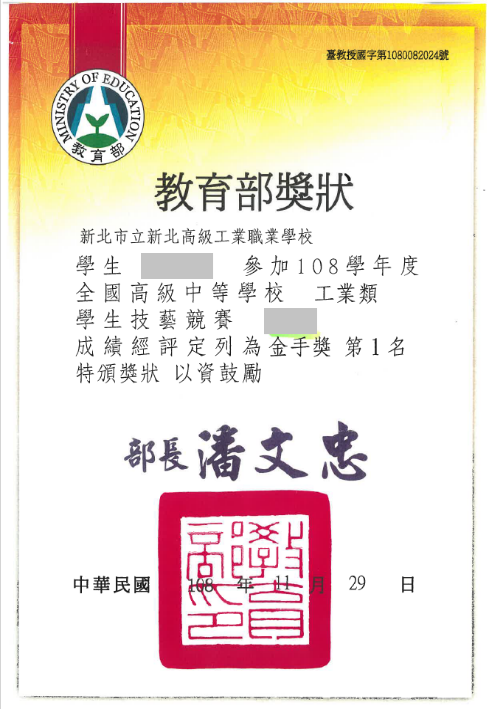 臺教授國字第1080082024號
MINISTRY OF EDUCATION
教育部
教育部獎狀
新北市立新北高級工業職業學校
學生 參加108學年度
全國高級中等學校 工業類
學生技藝競賽
成績經評定列為金手獎 第1名
特頒獎狀 以資鼓勵
部長 潘文忠
中華民國 108 年 11 月 29 日